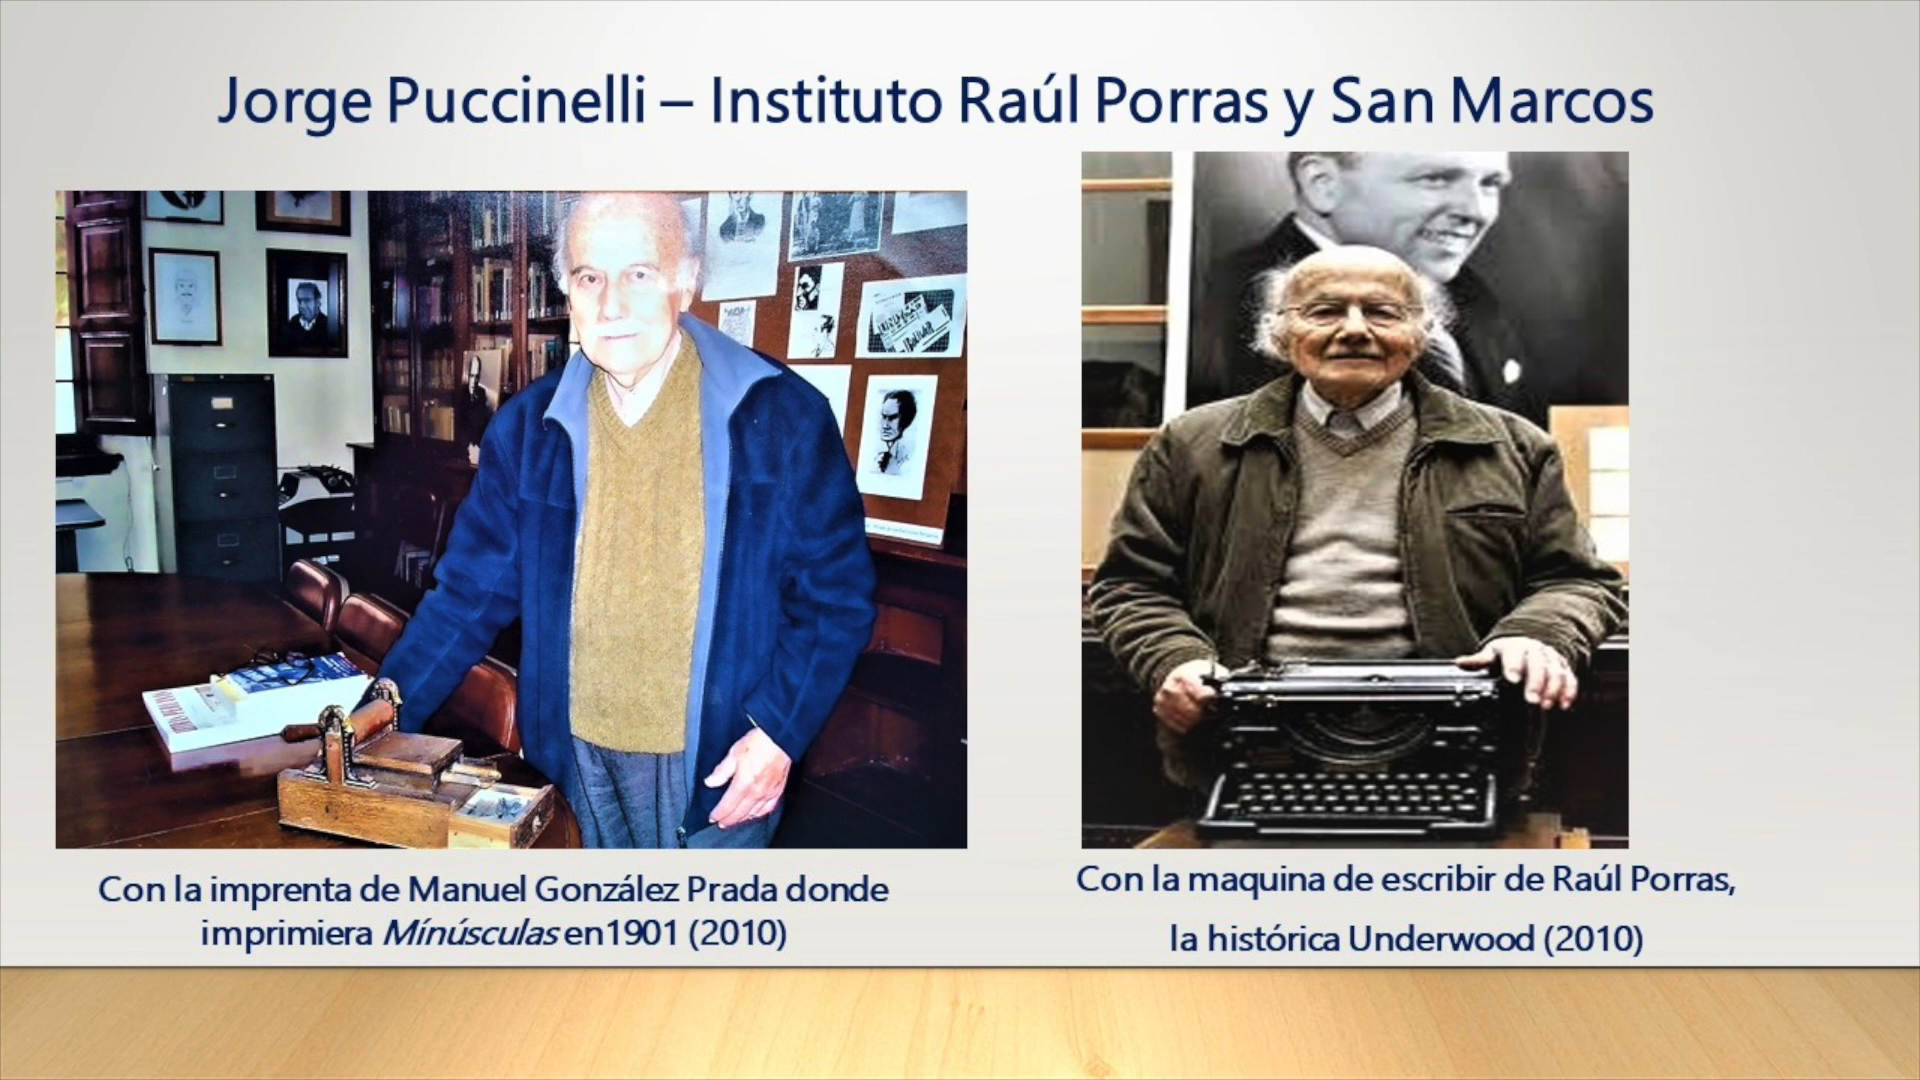 Jorge Puccinelli – Instituto Raúl Porras y San Marcos
Con la imprenta de Manuel González Prada donde
imprimiera Mínúsculas en1901 (2010)
Con la maquina de escribir de Raúl Porras,
la histórica Underwood (2010)